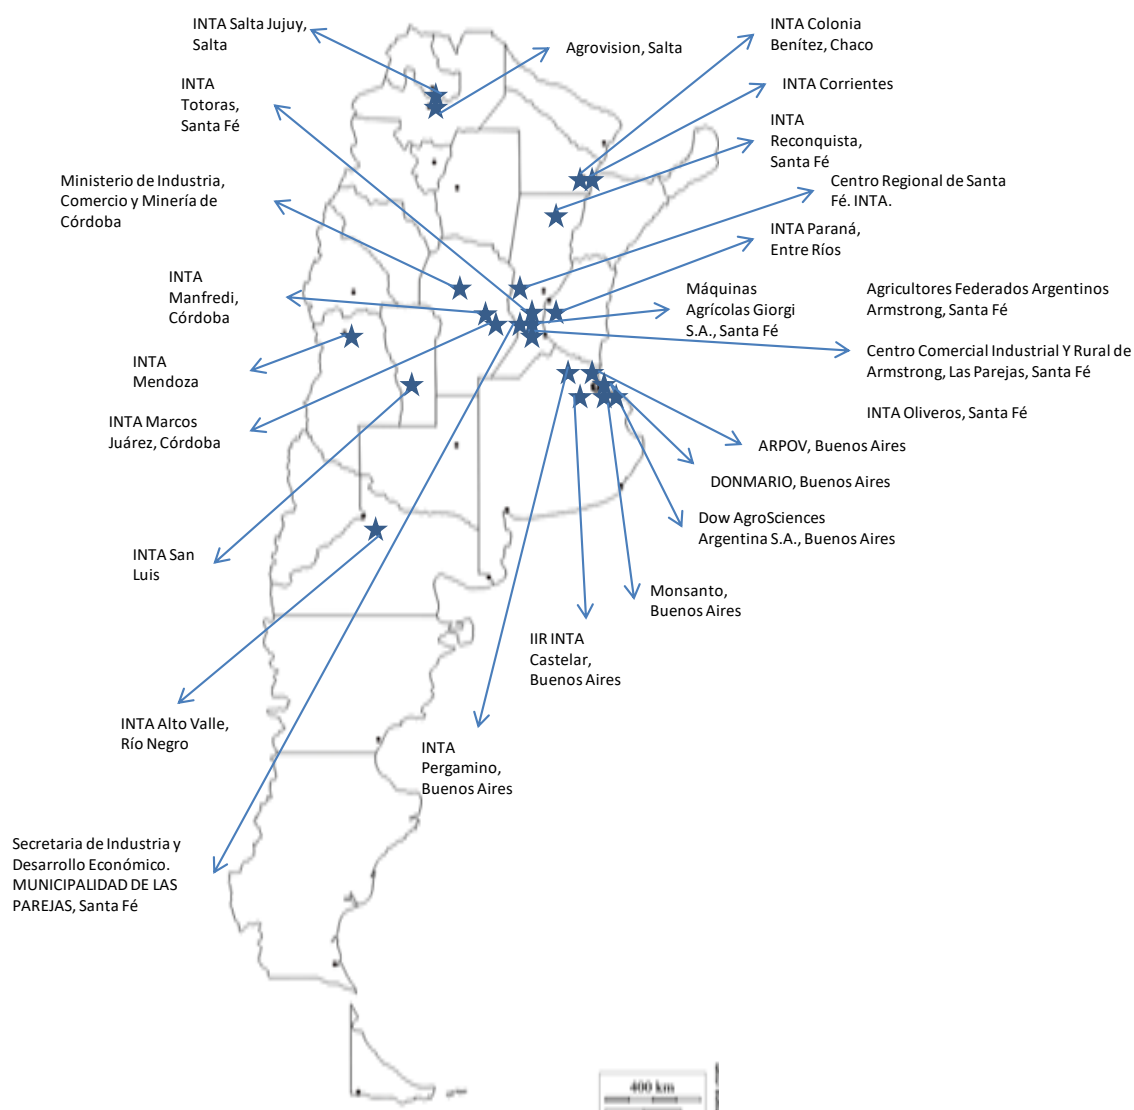 INTA Salta Jujuy,
Salta
Agrovision, Salta
INTA Colonia
Benítez, Chaco
INTA
Totoras,
Santa Fé
INTA Corrientes
INTA
Reconquista,
Santa Fé
Ministerio de Industria,
Comercio y Minería de
Córdoba
Centro Regional de Santa
Fé. INTA.
INTA Paraná,
Entre Ríos
INTA
Manfredi,
Córdoba
Máquinas
Agrícolas Giorgi
S.A., Santa Fé
Agricultores Federados Argentinos
Armstrong, Santa Fé
Centro Comercial Industrial Y Rural de
Armstrong, Las Parejas, Santa Fé
INTA Oliveros, Santa Fé
INTA
Mendoza
INTA Marcos
Juárez, Córdoba
ARPOV, Buenos Aires
DONMARIO, Buenos Aires
Dow AgroSciences
Argentina S.A., Buenos Aires
INTA San
Luis
Monsanto,
Buenos Aires
IIR INTA
Castelar,
Buenos Aires
INTA Alto Valle,
Río Negro
INTA
Pergamino,
Buenos Aires
Secretaria de Industria y
Desarrollo Económico.
MUNICIPALIDAD DE LAS
PAREJAS, Santa Fé
400 km